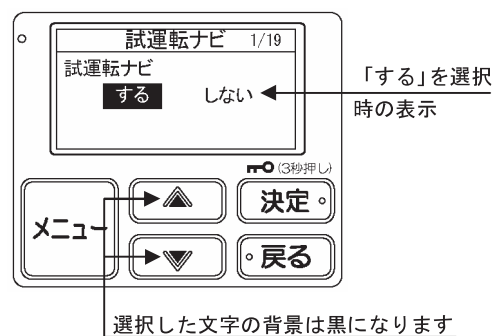 試運転ナビ 1/19
試運転ナビ
する しない
「する」を選択
時の表示
(3秒押し)
メニュー
決定
戻る
選択した文字の背景は黒になります